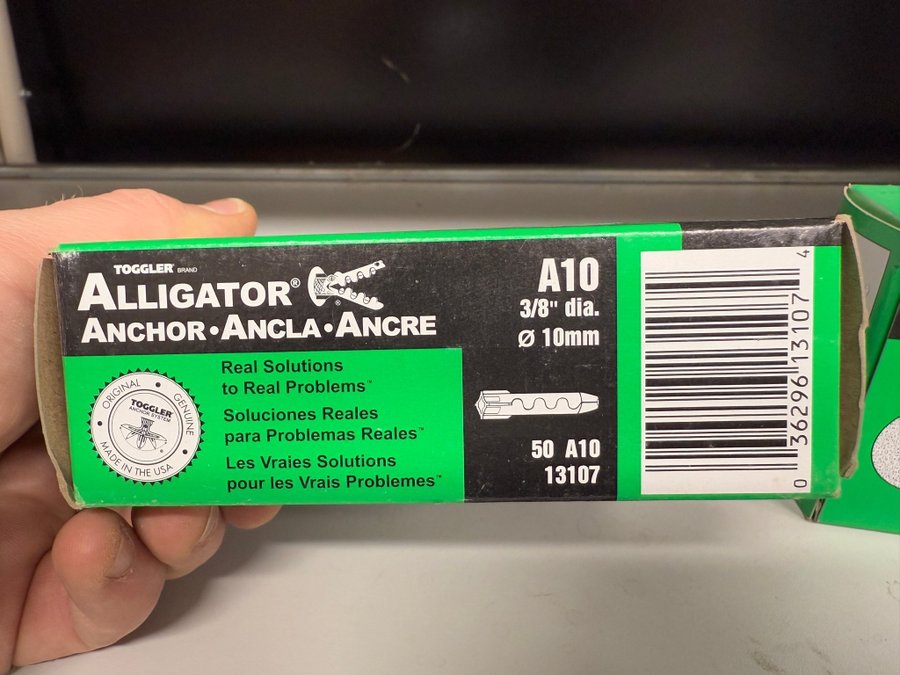 TOGGLER BRAND
ALLIGATOR®
ANCHOR • ANCLA • ANCRE
®
A10
3/8" dia.
Ø 10mm
Real Solutions
to Real Problems™
Soluciones Reales
para Problemas Reales™
Les Vraies Solutions
pour les Vrais Problemes™
ORIGINAL GENUINE
TOGGLER
ANCHOR SYSTEM
MADE IN THE USA
50 A10
13107
0 36296 13107 4